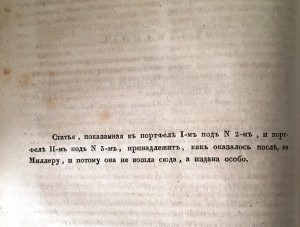 Статья, показанная въ портфелѣ I-мъ подъ N 2-мъ, и порт-
фелѣ II-мъ подъ N 3-мъ, принадлежитъ, какъ оказалось послѣ, не
Миллеру, и потому она не вошла сюда, а издана особо.